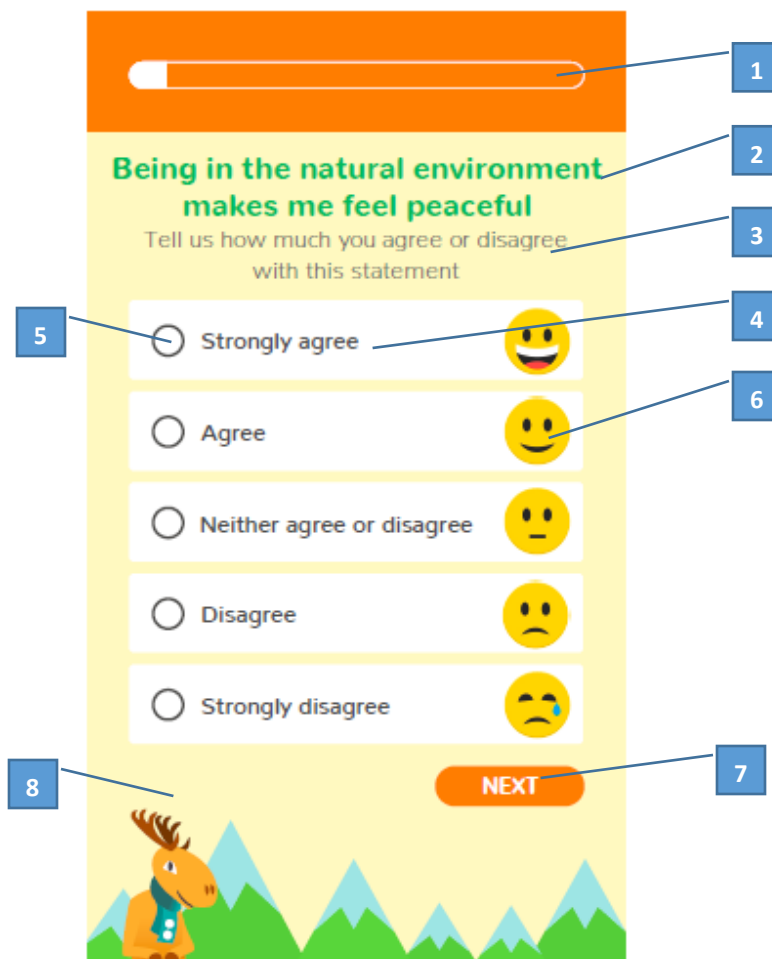 1
Being in the natural environment
makes me feel peaceful
2
Tell us how much you agree or disagree
with this statement
3
5
Strongly agree
4
Agree
6
Neither agree or disagree
Disagree
Strongly disagree
8
NEXT
7